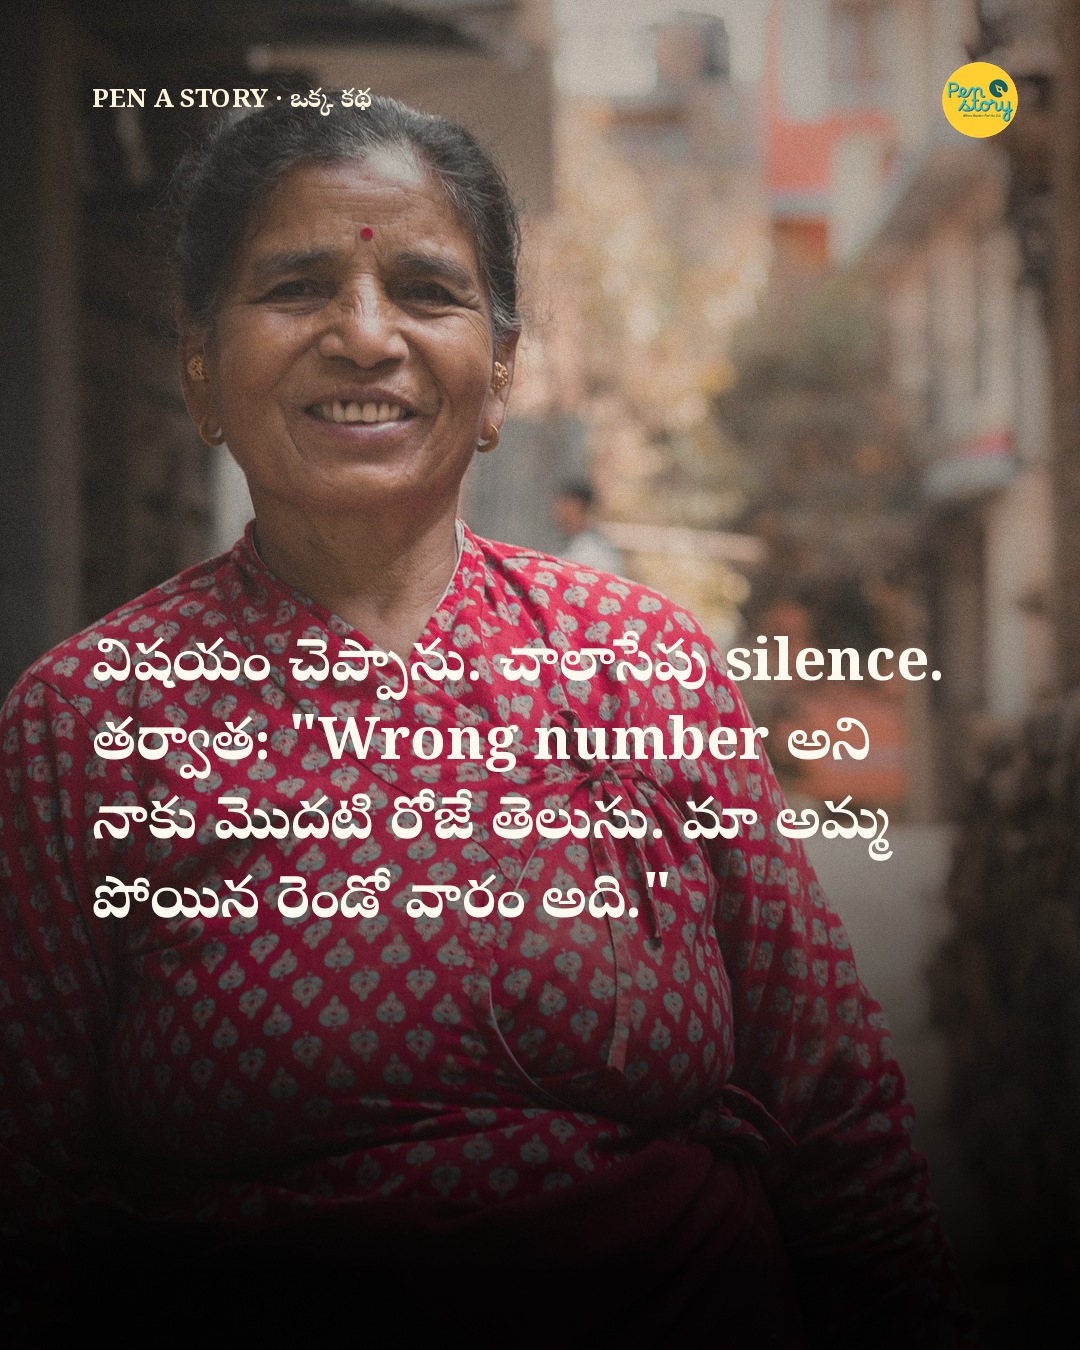 PEN A STORY · ఒక్క కథ
Pen
story
విషయం చెప్పాను. చాలాసేపు silence.
తర్వాత: "Wrong number అని
నాకు మొదటి రోజే తెలుసు. మా అమ్మ
పోయిన రెండో వారం అది."